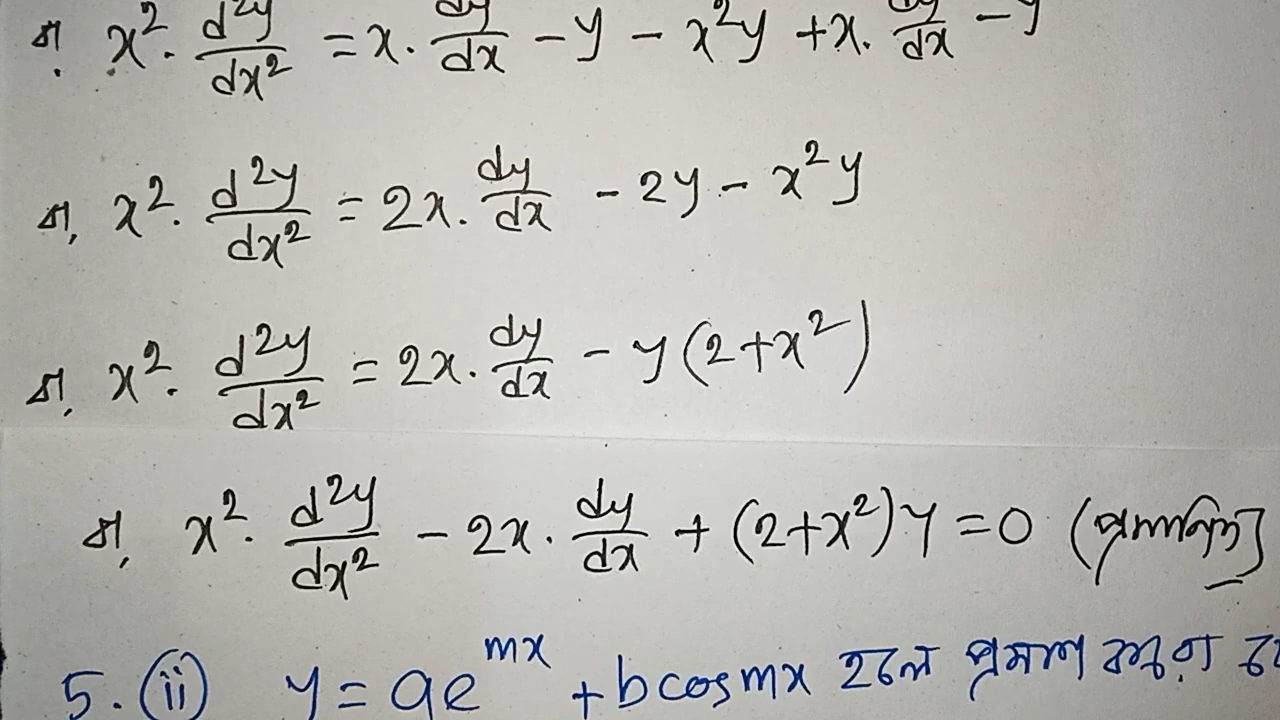 বা, x². d²y/dx² = x. dy/dx - y - x²y + x. dy/dx - y
বা, x². d²y/dx² = 2x. dy/dx - 2y - x²y
বা, x². d²y/dx² = 2x. dy/dx - y(2+x²)
বা, x². d²y/dx² - 2x. dy/dx + (2+x²)y = 0 (প্রমাণিত)
5. (ii) y = ae^mx + bcosmx হলে প্রমাণ করো